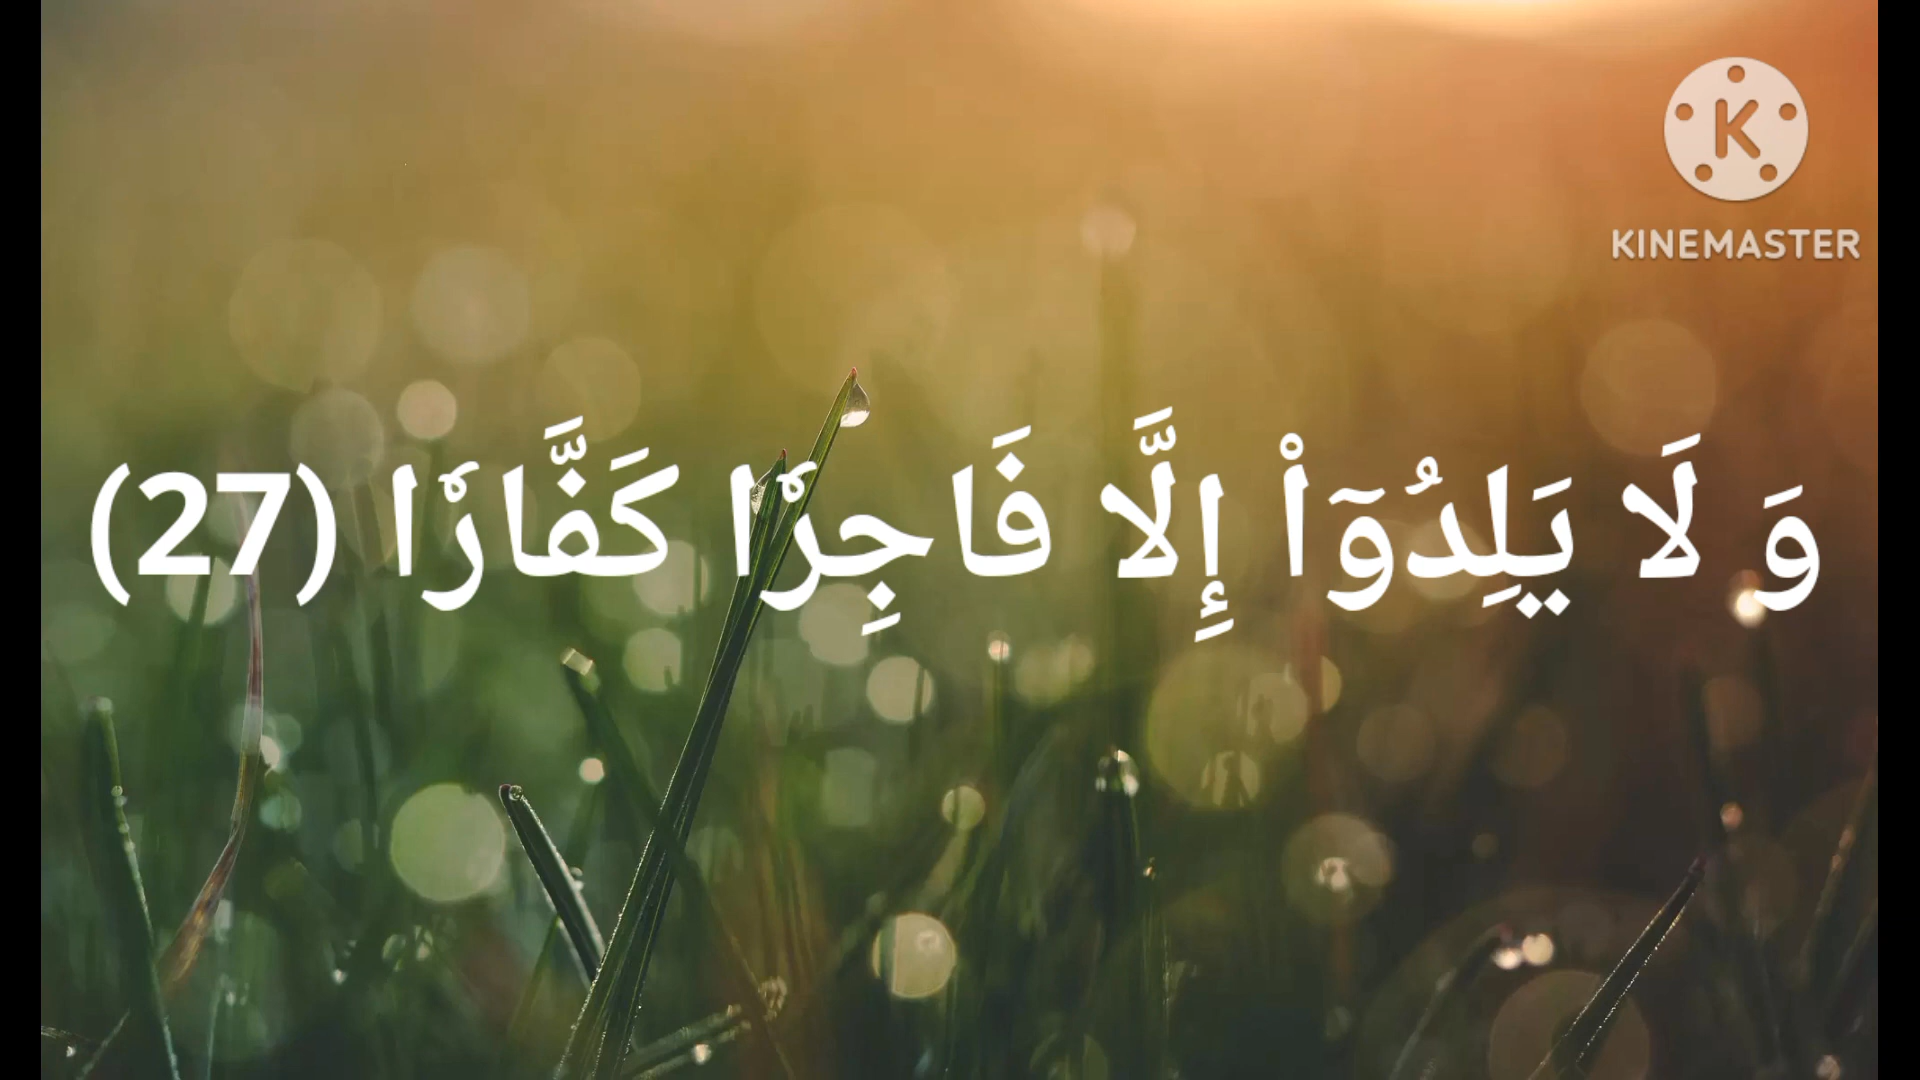 KINEMASTER
وَ لَا يَلِدُوٓاْ إِلَّا فَاجِرٗا كَفَّارٗا (27)